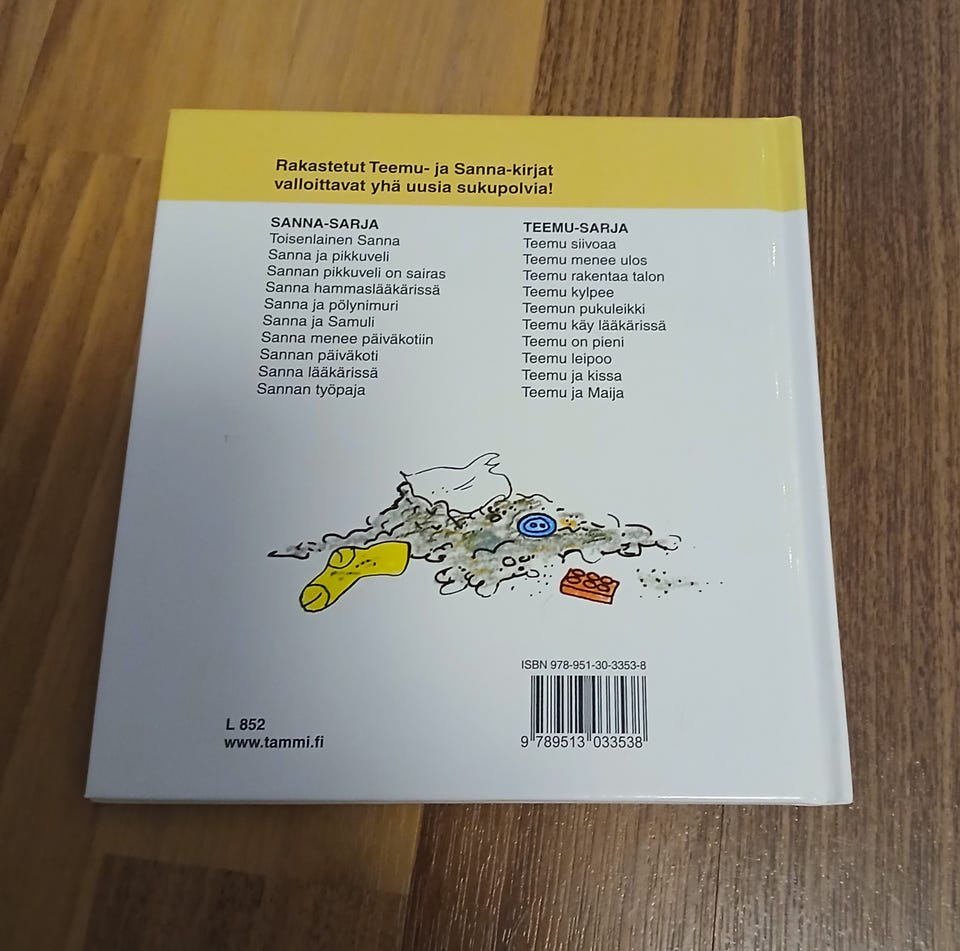 Rakastetut Teemu- ja Sanna-kirjat
valloittavat yhä uusia sukupolvia!
SANNA-SARJA
Toisenlainen Sanna
Sanna ja pikkuveli
Sannan pikkuveli on sairas
Sanna hammaslääkärissä
Sanna ja pölynimuri
Sanna ja Samuli
Sanna menee päiväkotiin
Sannan päiväkoti
Sanna lääkärissä
Sannan työpaja
TEEMU-SARJA
Teemu siivoaa
Teemu menee ulos
Teemu rakentaa talon
Teemu kylpee
Teemun pukuleikki
Teemu käy lääkärissä
Teemu on pieni
Teemu leipoo
Teemu ja kissa
Teemu ja Maija
L 852
www.tammi.fi
ISBN 978-951-30-3353-8
9 789513 033538